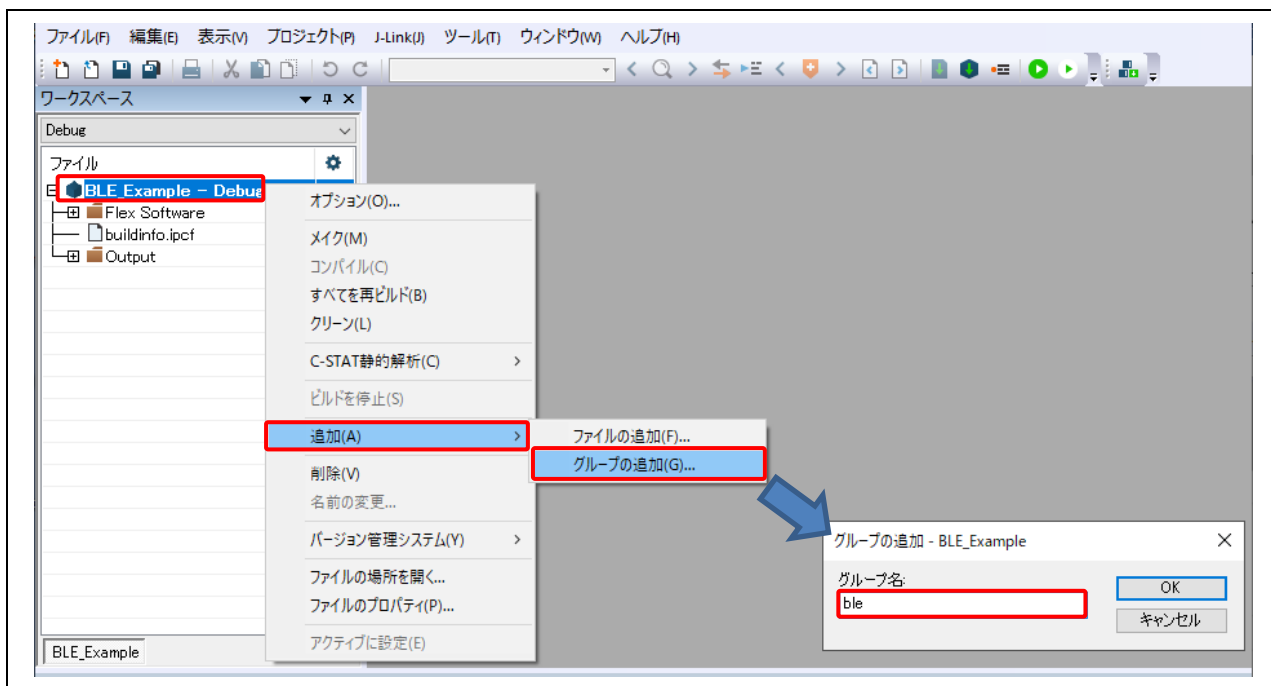 ファイル(F) 編集(E) 表示(V) プロジェクト(P) J-Link(J) ツール(T) ウィンドウ(W) ヘルプ(H)
ワークスペース
Debug
ファイル
BLE_Example - Debug
Flex Software
buildinfo.ipcf
Output
オプション(O)...
メイク(M)
コンパイル(C)
すべてを再ビルド(B)
クリーン(L)
C-STAT静的解析(C)
ビルドを停止(S)
追加(A)
ファイルの追加(F)...
グループの追加(G)...
削除(V)
名前の変更...
バージョン管理システム(Y)
ファイルの場所を開く...
ファイルのプロパティ(P)...
アクティブに設定(E)
グループの追加 - BLE_Example
グループ名:
ble
OK
キャンセル
BLE_Example